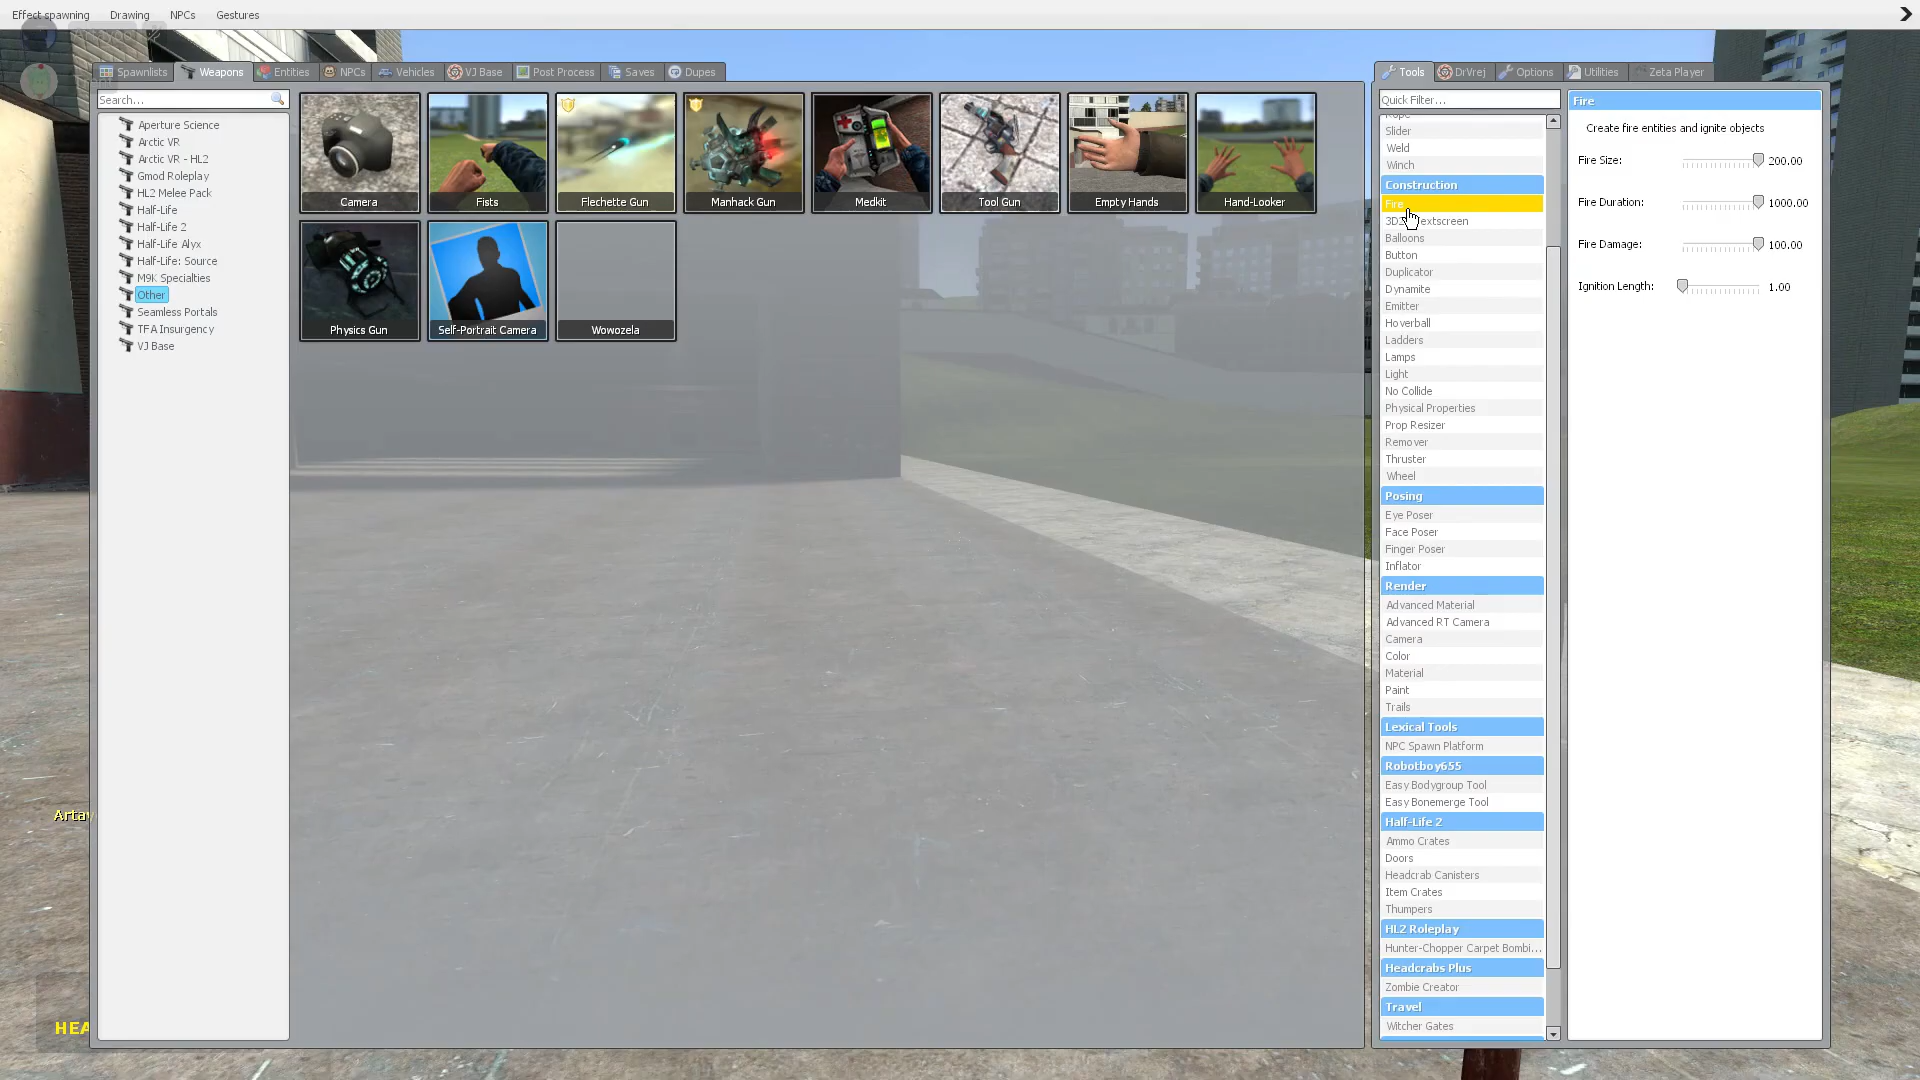 Effect spawning Drawing NPCs Gestures
Spawnlists Weapons Entities NPCs Vehicles VJ Base Post Process Saves Dupes
Search...
Aperture Science
Arctic VR
Arctic VR - HL2
Gmod Roleplay
HL2 Melee Pack
Half-Life
Half-Life 2
Half-Life Alyx
Half-Life: Source
M9K Specialties
Other
Seamless Portals
TFA Insurgency
VJ Base
Camera Fists Flechette Gun Manhack Gun Medkit Tool Gun Empty Hands Hand-Looker
Physics Gun Self-Portrait Camera Wowozela
Tools DrVrej Options Utilities Zeta Player
Quick Filter...
Rope
Slider
Weld
Winch
Construction
Fire
Balloons
Button
Duplicator
Dynamite
Emitter
Hoverball
Ladders
Lamps
Light
No Collide
Physical Properties
Prop Resizer
Remover
Thruster
Wheel
Posing
Eye Poser
Face Poser
Finger Poser
Inflator
Render
Advanced Material
Advanced RT Camera
Camera
Color
Material
Paint
Trails
Lexical Tools
NPC Spawn Platform
Robotboy655
Easy Bodygroup Tool
Easy Bonemerge Tool
Half-Life 2
Ammo Crates
Doors
Headcrab Canisters
Item Crates
Thumpers
HL2 Roleplay
Hunter-Chopper Carpet Bombi...
Headcrabs Plus
Zombie Creator
Travel
Witcher Gates
Fire
Create fire entities and ignite objects
Fire Size: 200.00
Fire Duration: 1000.00
Fire Damage: 100.00
Ignition Length: 1.00
Artav
HEA